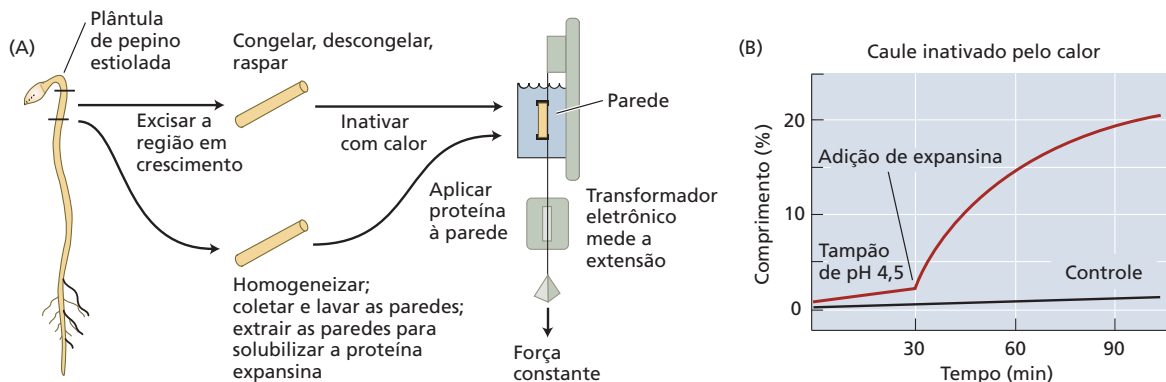 (A)
Plântula
de pepino
estiolada
Congelar, descongelar,
raspar
Excisar a
região em
crescimento
Inativar
com calor
Parede
Aplicar
proteína
à parede
Transformador
eletrônico
mede a
extensão
Homogeneizar;
coletar e lavar as paredes;
extrair as paredes para
solubilizar a proteína
expansina
Força
constante
(B)
Caule inativado pelo calor
Comprimento (%)
20
10
0
Adição de expansina
Tampão
de pH 4,5
Controle
30
60
90
Tempo (min)